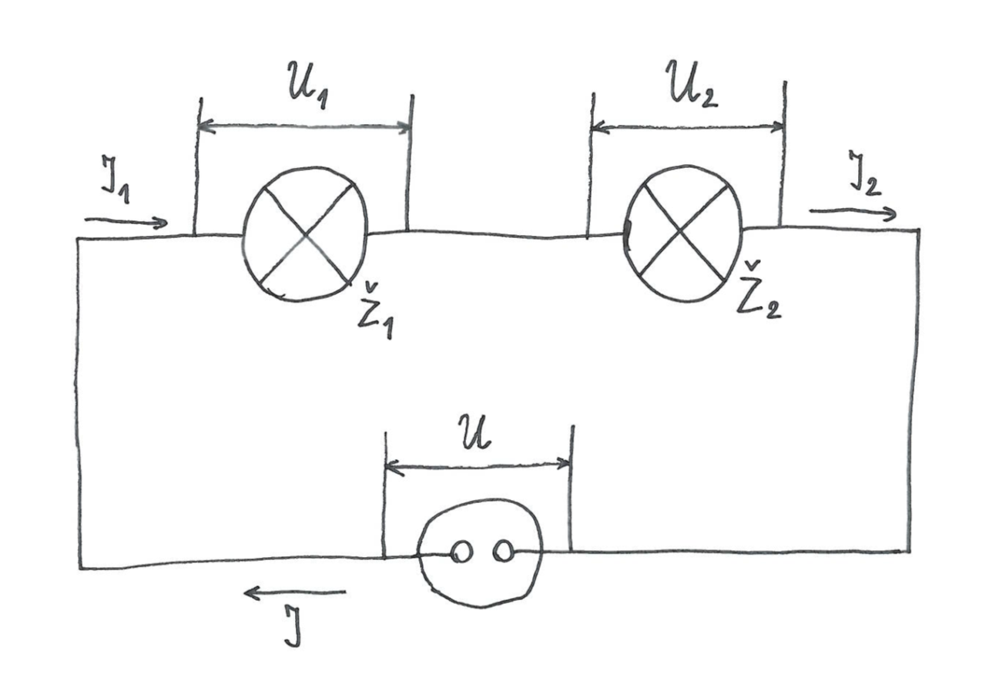 U₁
U₂
I₁
I₂
Ž₁
Ž₂
U
I